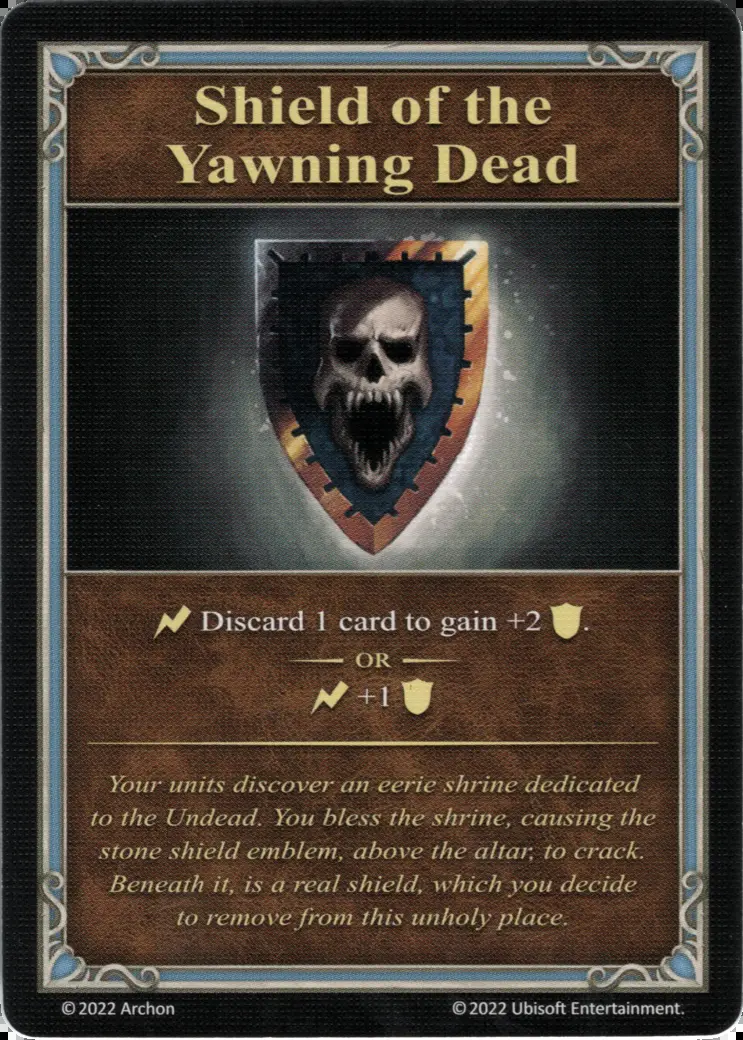 Shield of the
Yawning Dead
Discard 1 card to gain +2 .
OR
+1
Your units discover an eerie shrine dedicated
to the Undead. You bless the shrine, causing the
stone shield emblem, above the altar, to crack.
Beneath it, is a real shield, which you decide
to remove from this unholy place.
© 2022 Archon
© 2022 Ubisoft Entertainment.